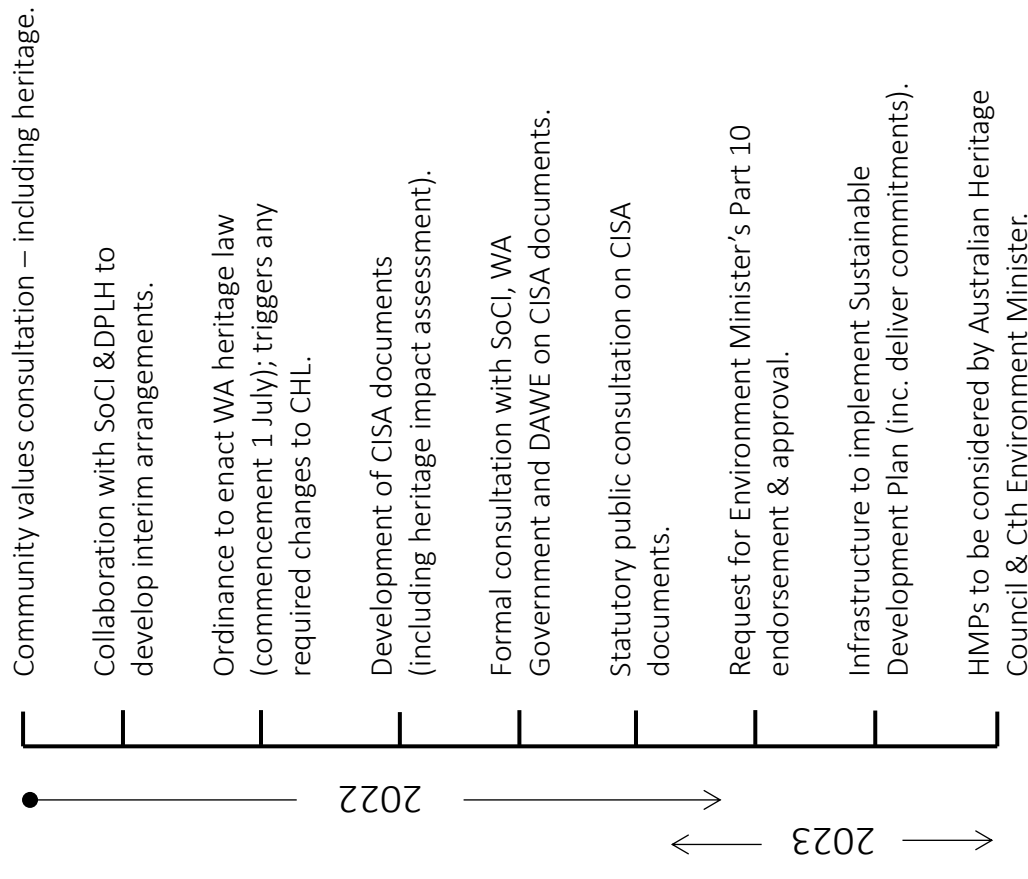 Community values consultation – including heritage.
Collaboration with SoCI &DPLH to
develop interim arrangements.
Ordinance to enact WA heritage law
(commencement 1 July); triggers any
required changes to CHL.
Development of CISA documents
(including heritage impact assessment).
Formal consultation with SoCI, WA
Government and DAWE on CISA documents.
Statutory public consultation on CISA
documents.
Request for Environment Minister’s Part 10
endorsement & approval.
Infrastructure to implement Sustainable
Development Plan (inc. deliver commitments).
HMPs to be considered by Australian Heritage
Council & Cth Environment Minister.
2022
2023